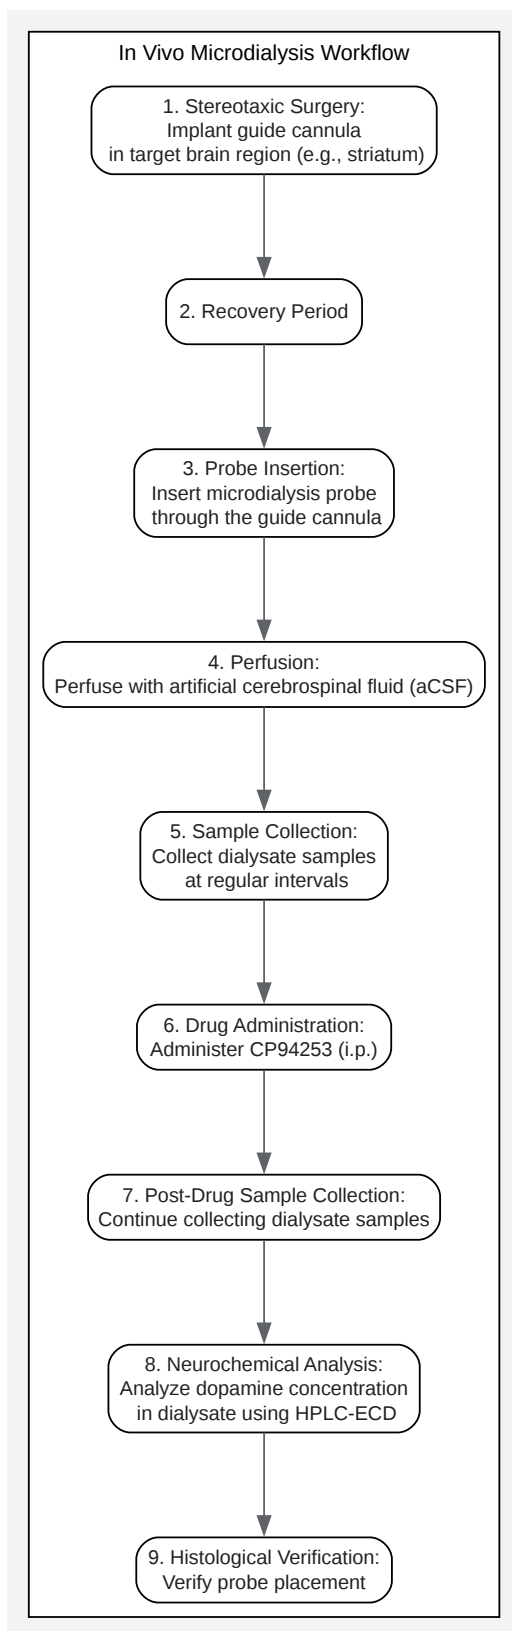 In Vivo Microdialysis Workflow
1. Stereotaxic Surgery:
Implant guide cannula
in target brain region (e.g., striatum)
2. Recovery Period
3. Probe Insertion:
Insert microdialysis probe
through the guide cannula
4. Perfusion:
Perfuse with artificial cerebrospinal fluid (aCSF)
5. Sample Collection:
Collect dialysate samples
at regular intervals
6. Drug Administration:
Administer CP94253 (i.p.)
7. Post-Drug Sample Collection:
Continue collecting dialysate samples
8. Neurochemical Analysis:
Analyze dopamine concentration
in dialysate using HPLC-ECD
9. Histological Verification:
Verify probe placement